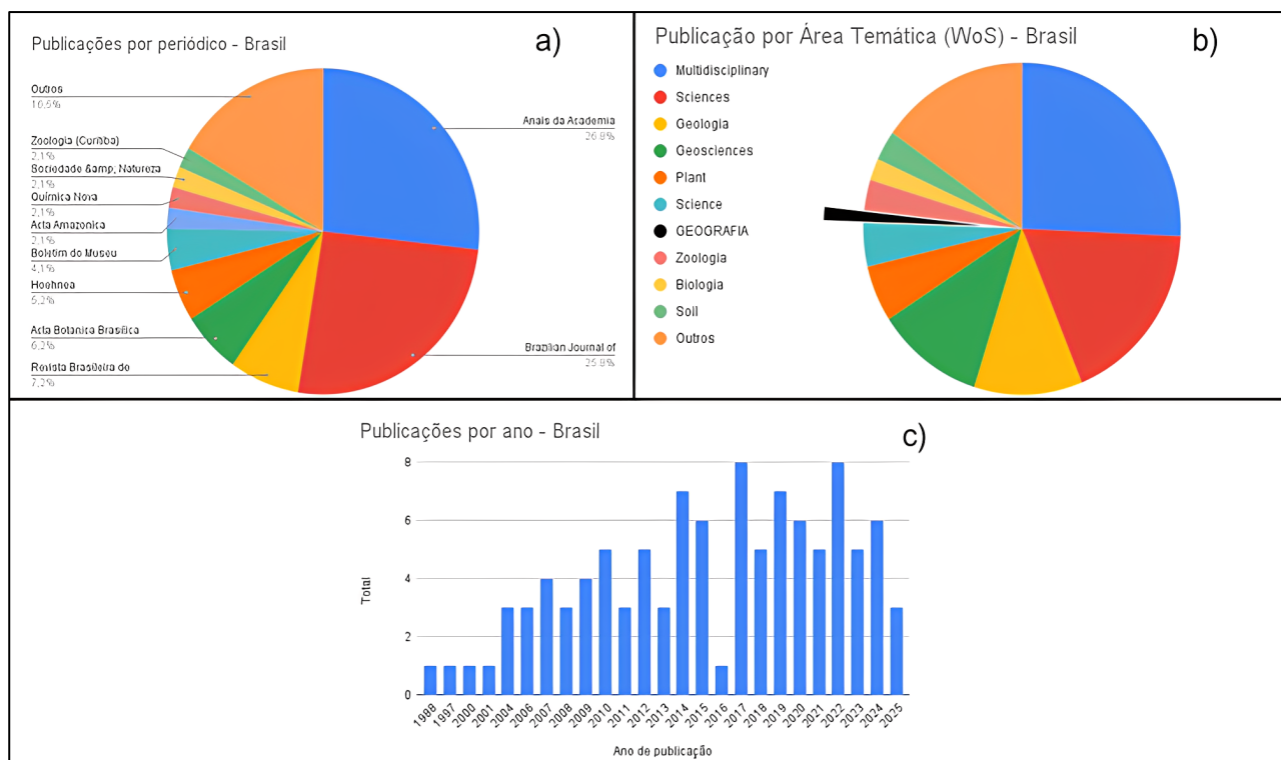 Publicações por periódico - Brasil
a)
Outros
16,5%
Zoologia (Curitiba)
2,1%
Sociedade &amp; Natureza
2,1%
Química Nova
2,1%
Acta Amazonica
2,1%
Boletim do Museu
4,1%
Hoehnea
5,2%
Acta Botanica Brasilica
6,2%
Revista Brasileira de
7,2%
Anais da Academia
26,8%
Brazilian Journal of
25,8%
Publicação por Área Temática (WoS) - Brasil
b)
Multidisciplinary
Sciences
Geologia
Geosciences
Plant
Science
GEOGRAFIA
Zoologia
Biologia
Soil
Outros
Publicações por ano - Brasil
c)
8
6
4
2
0
Total
1988 1997 2000 2001 2004 2006 2007 2008 2009 2010 2011 2012 2013 2014 2015 2016 2017 2018 2019 2020 2021 2022 2023 2024 2025
Ano de publicação